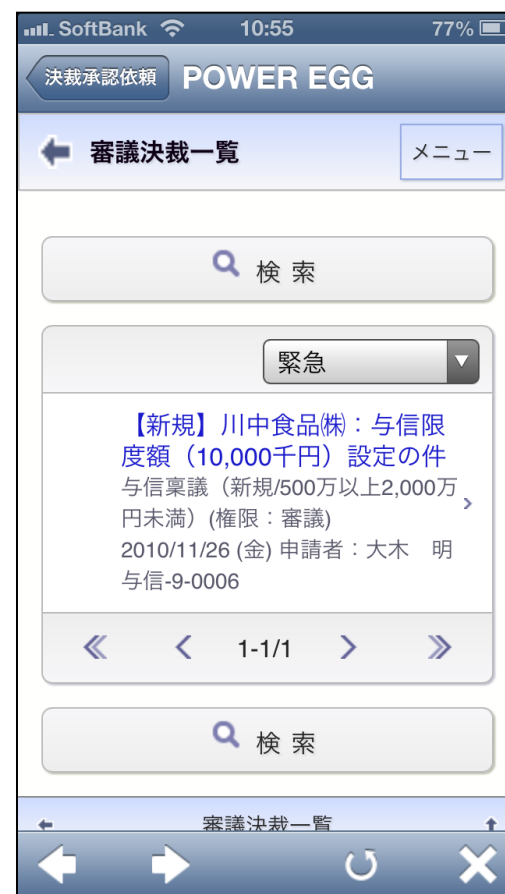 SoftBank 10:55 77%
決裁承認依頼 POWER EGG
審議決裁一覧 メニュー
検 索
緊急
【新規】川中食品㈱：与信限
度額（10,000千円）設定の件
与信稟議（新規/500万以上2,000万
円未満）(権限：審議)
2010/11/26 (金) 申請者：大木　明
与信-9-0006
1-1/1
検 索
審議決裁一覧